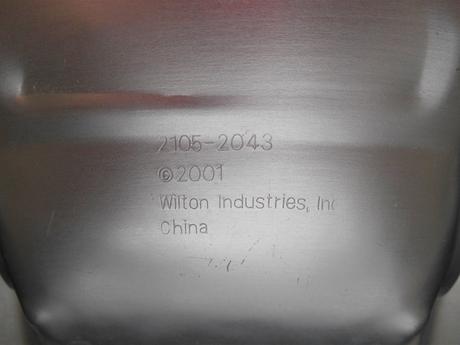 2105-2043
©2001
Wilton Industries, Inc
China